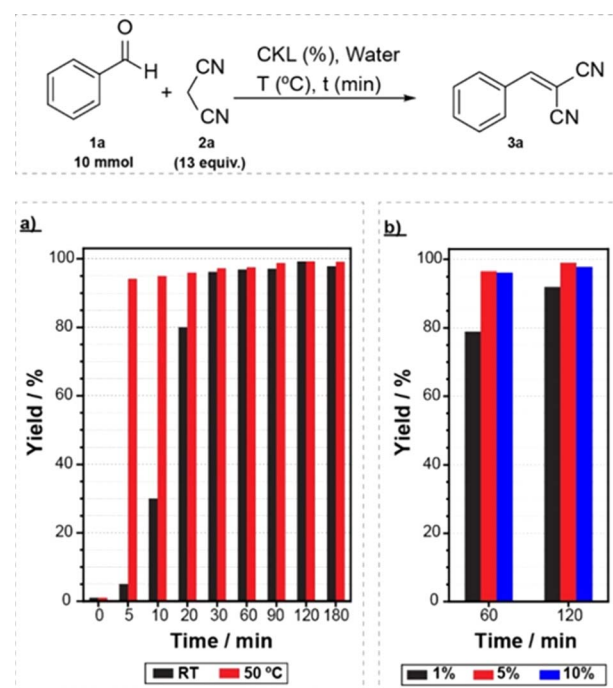 O
H
+
CN
CN
CKL (%), Water
T (ºC), t (min)
CN
CN
1a
10 mmol
2a
(13 equiv.)
3a
a)
Yield / %
100
80
60
40
20
0
0 5 10 20 30 60 90 120 180
Time / min
RT 50 ºC
b)
Yield / %
100
80
60
40
20
0
60 120
Time / min
1% 5% 10%